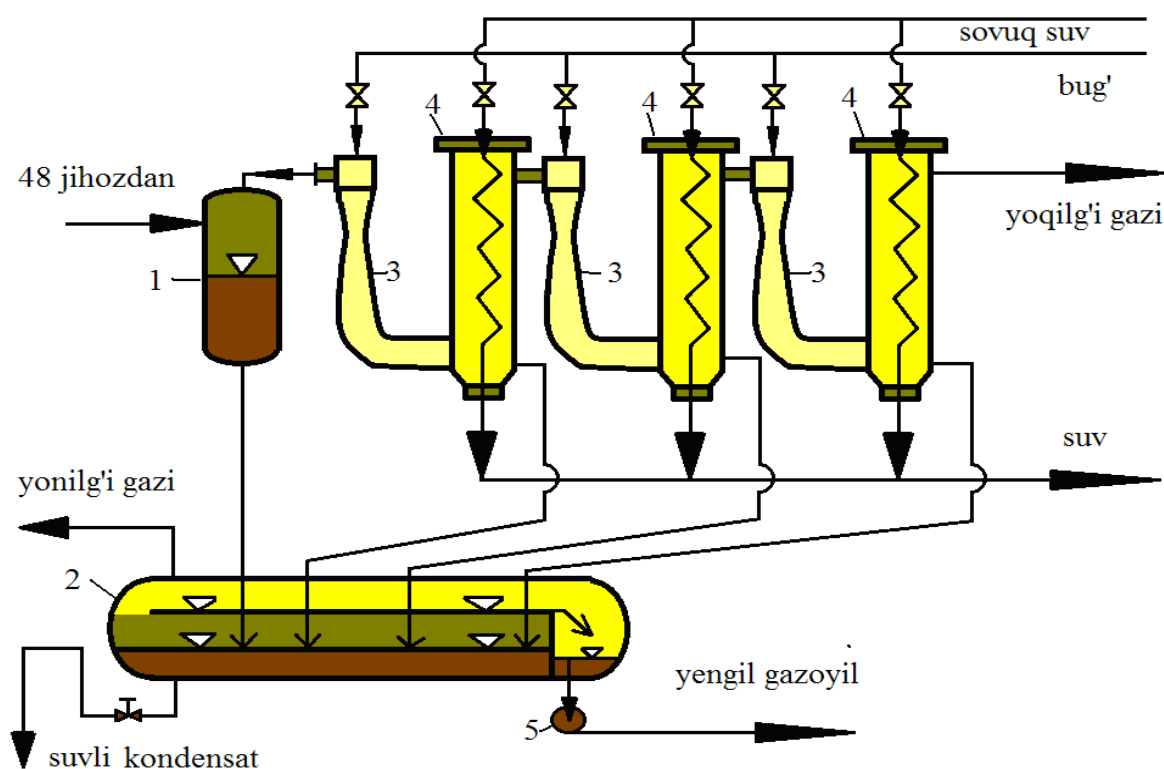 sovuq suv
bug'
4
4
4
48 jihozdan
yoqilg'i gazi
1
3
3
3
suv
yonilg'i gazi
2
yengil gazoyil
5
suvli kondensat